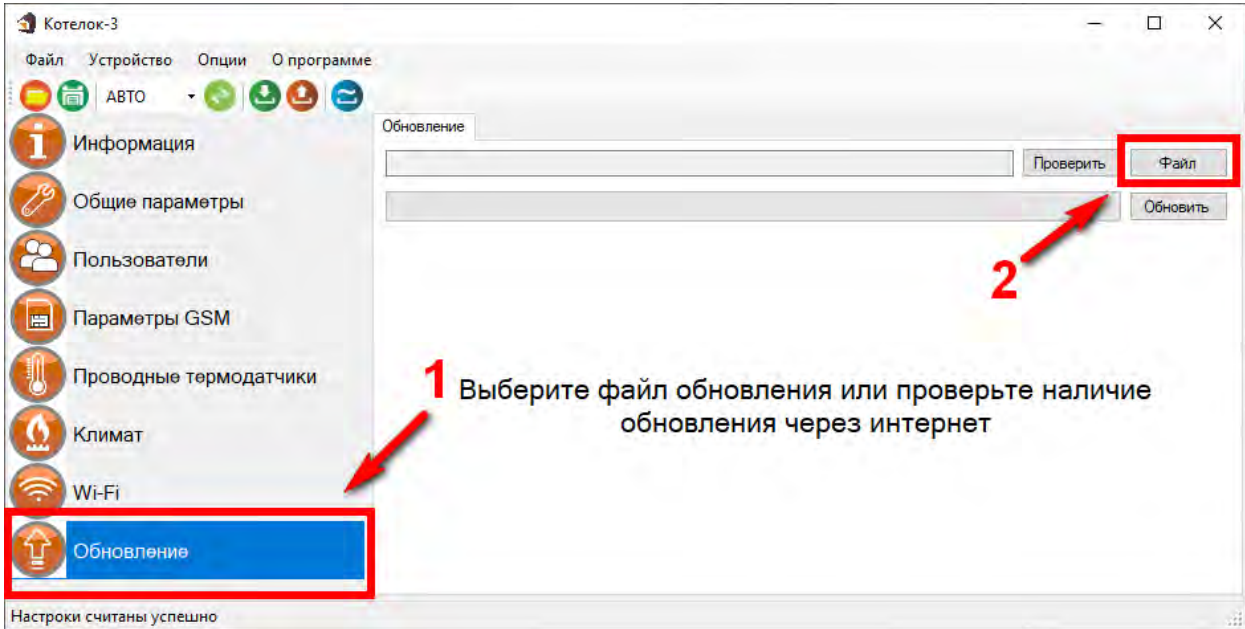 Котелок-3
Файл Устройство Опции О программе
АВТО
Информация
Общие параметры
Пользователи
Параметры GSM
Проводные термодатчики
Климат
Wi-Fi
Обновление
Обновление
Проверить Файл
Обновить
2
1
Выберите файл обновления или проверьте наличие
обновления через интернет
Настройки считаны успешно